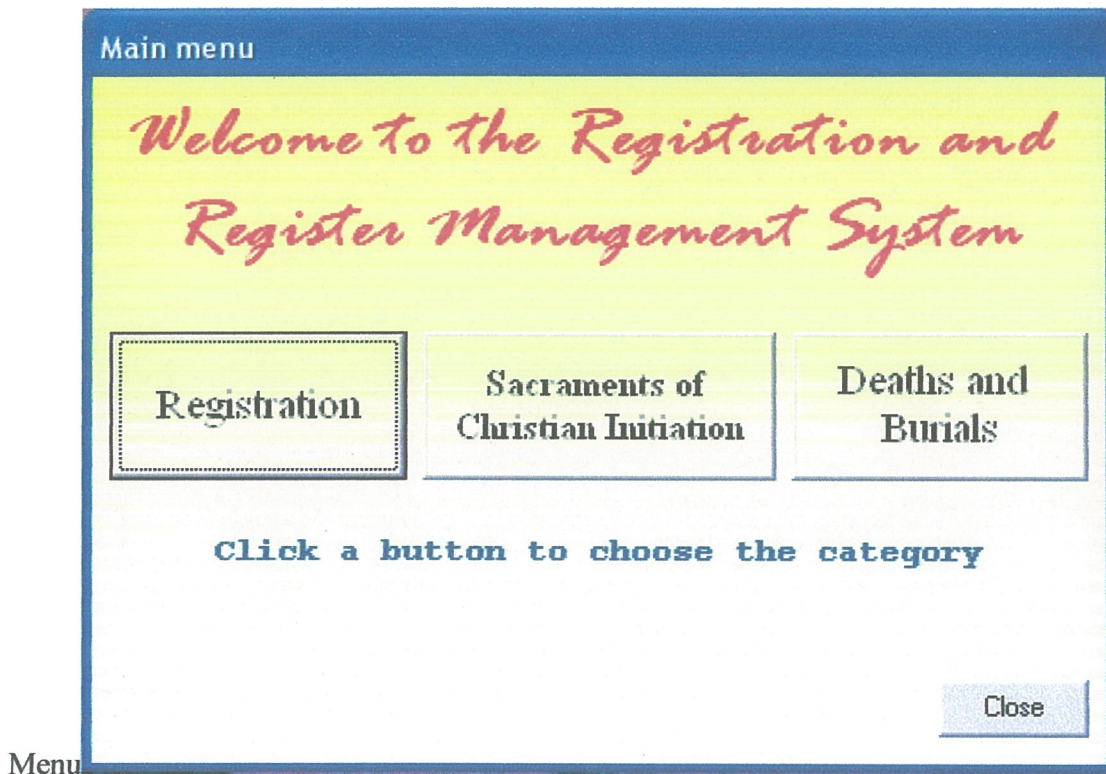 Main menu
Welcome to the Registration and
Register Management System
Registration
Sacraments of
Christian Initiation
Deaths and
Burials
Click a button to choose the category
Close
Menu